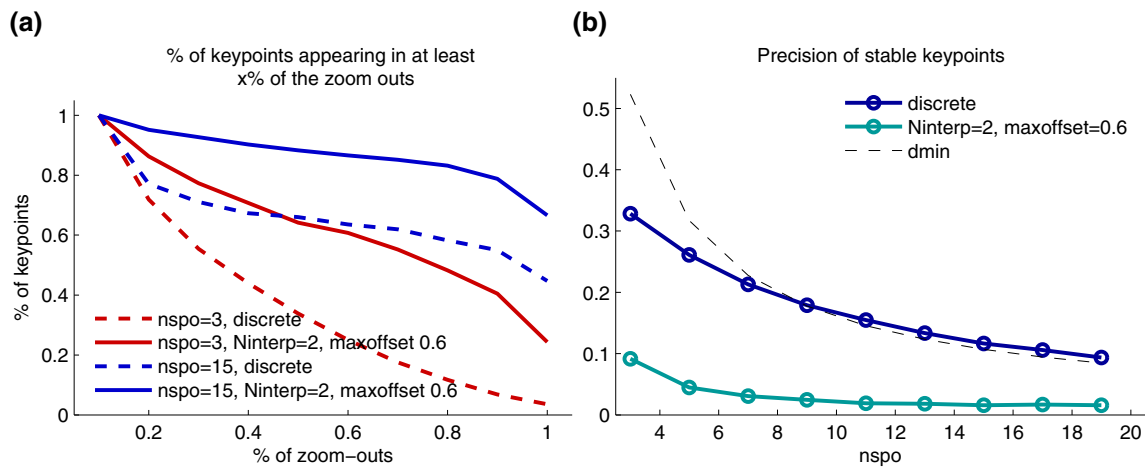 (a)
% of keypoints appearing in at least
x% of the zoom outs
% of keypoints
1
0.8
0.6
0.4
0.2
0
nspo=3, discrete
nspo=3, Ninterp=2, maxoffset 0.6
nspo=15, discrete
nspo=15, Ninterp=2, maxoffset 0.6
0.2 0.4 0.6 0.8 1
% of zoom−outs
(b)
Precision of stable keypoints
0.5
0.4
0.3
0.2
0.1
0
discrete
Ninterp=2, maxoffset=0.6
dmin
4 6 8 10 12 14 16 18 20
nspo